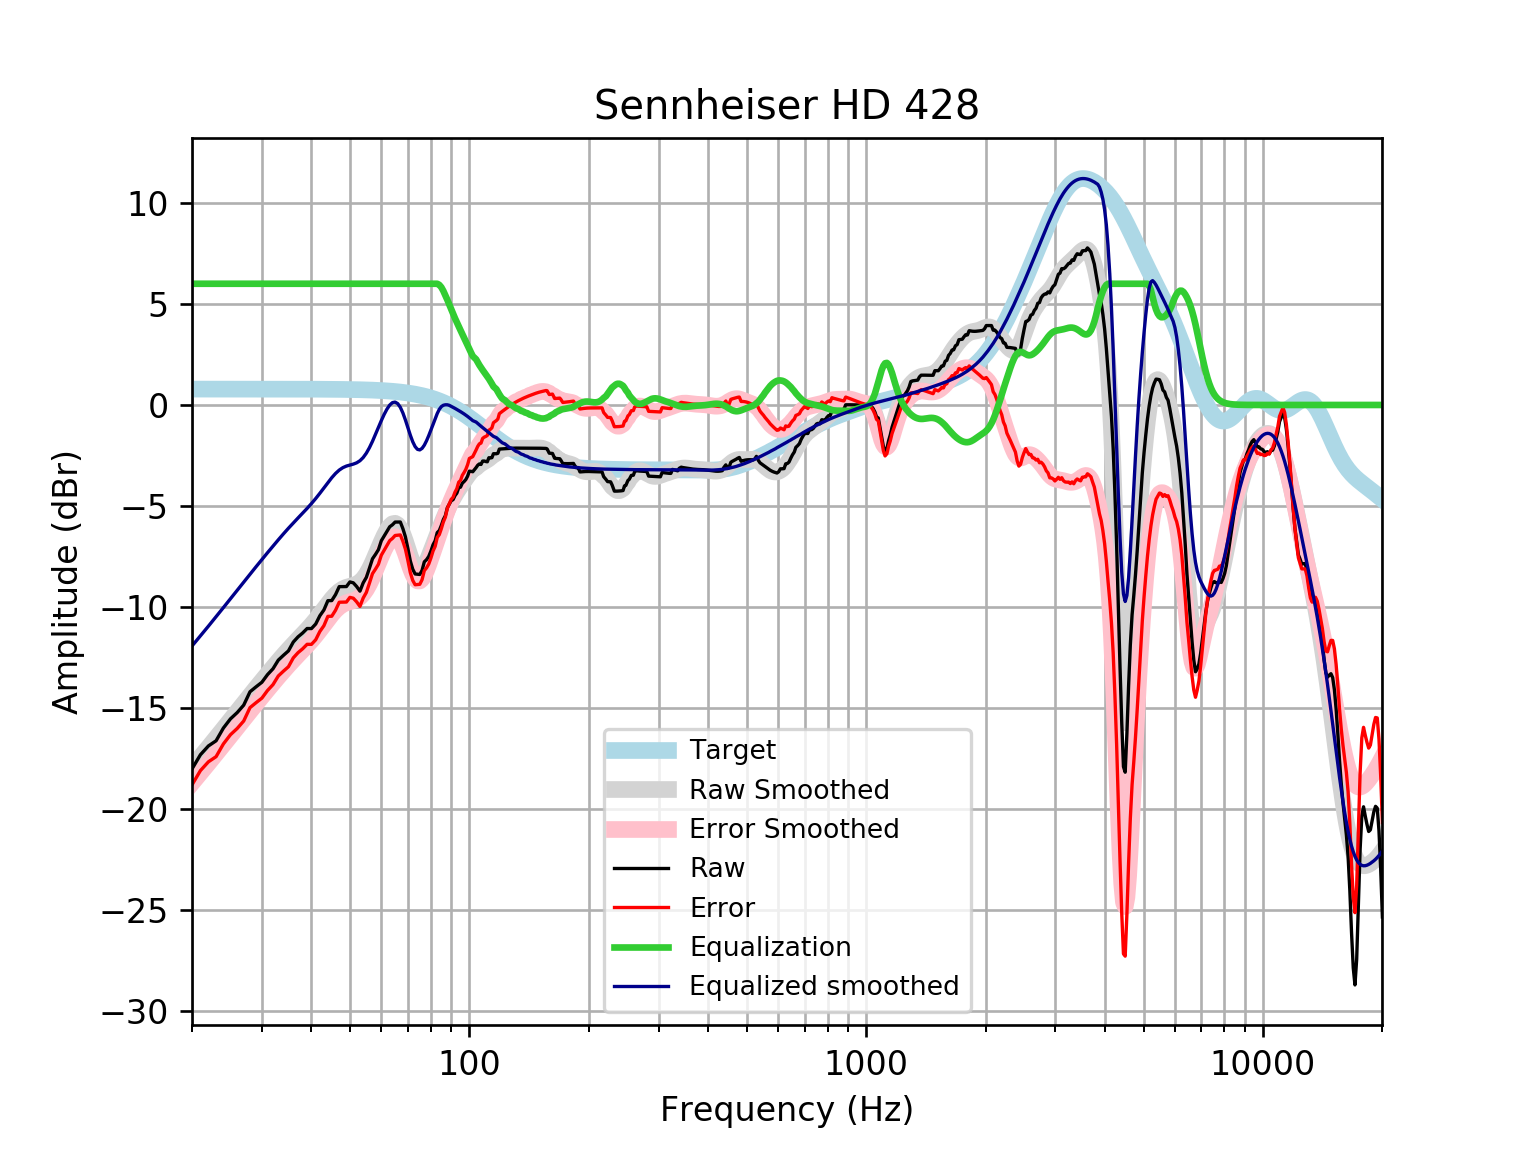 Sennheiser HD 428
10
5
0
−5
−10
−15
−20
−25
−30
Amplitude (dBr)
Target
Raw Smoothed
Error Smoothed
Raw
Error
Equalization
Equalized smoothed
100
1000
10000
Frequency (Hz)